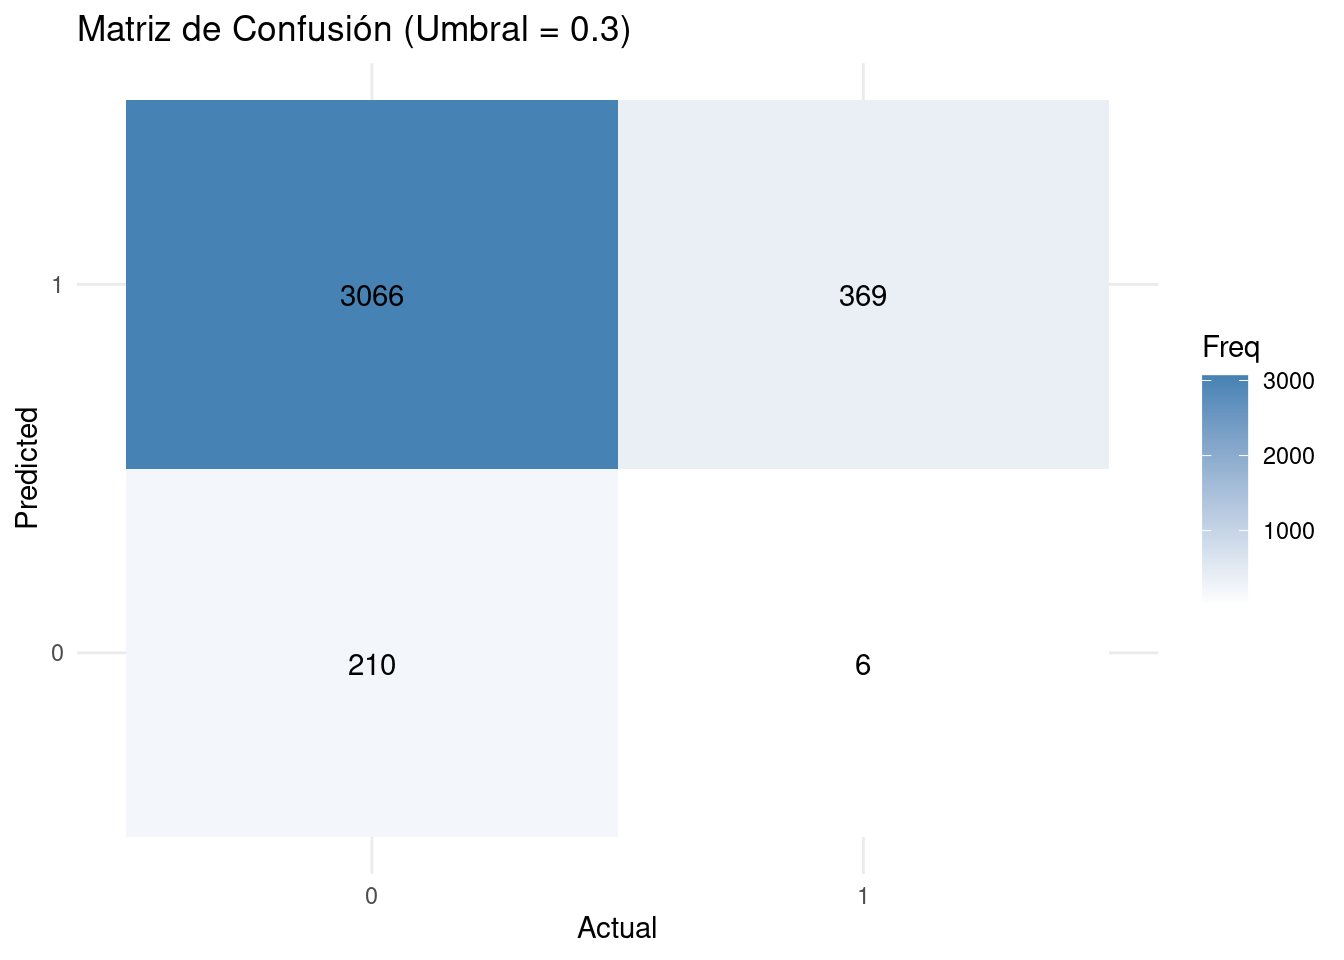 Matriz de Confusión (Umbral = 0.3)
Predicted
1
0
3066
369
210
6
0
1
Actual
Freq
3000
2000
1000